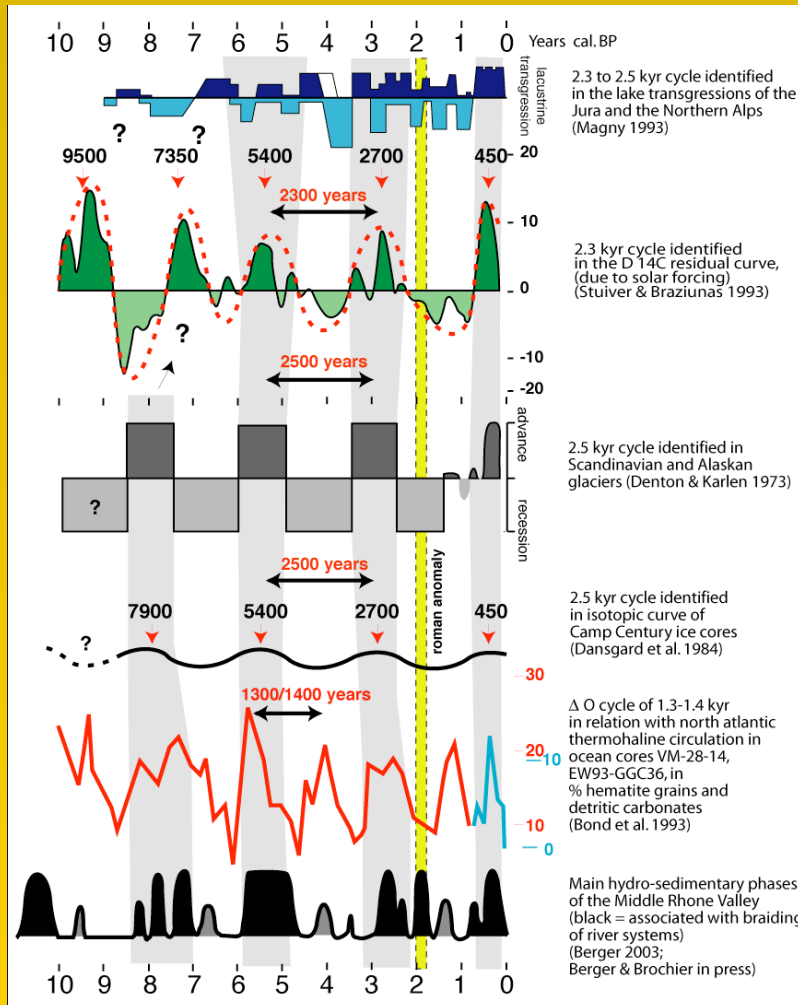 10 9 8 7 6 5 4 3 2 1 0 Years cal. BP
lacustrine
transgression
2.3 to 2.5 kyr cycle identified
in the lake transgressions of the
Jura and the Northern Alps
(Magny 1993)
? ?
20
9500 7350 5400 2700 450
2300 years
10
2.3 kyr cycle identified
in the D 14C residual curve,
(due to solar forcing)
(Stuiver & Braziunas 1993)
0
?
-10
2500 years
-20
advance
recession
2.5 kyr cycle identified in
Scandinavian and Alaskan
glaciers (Denton & Karlen 1973)
?
2500 years
roman anomaly
7900 5400 2700 450
2.5 kyr cycle identified
in isotopic curve of
Camp Century ice cores
(Dansgard et al. 1984)
?
30
1300/1400 years
Δ O cycle of 1.3-1.4 kyr
in relation with north atlantic
thermohaline circulation in
ocean cores VM-28-14,
EW93-GGC36, in
% hematite grains and
detritic carbonates
(Bond et al. 1993)
20
10
10
0
Main hydro-sedimentary phases
of the Middle Rhone Valley
(black = associated with braiding
of river systems)
(Berger 2003;
Berger & Brochier in press)
10 9 8 7 6 5 4 3 2 1 0